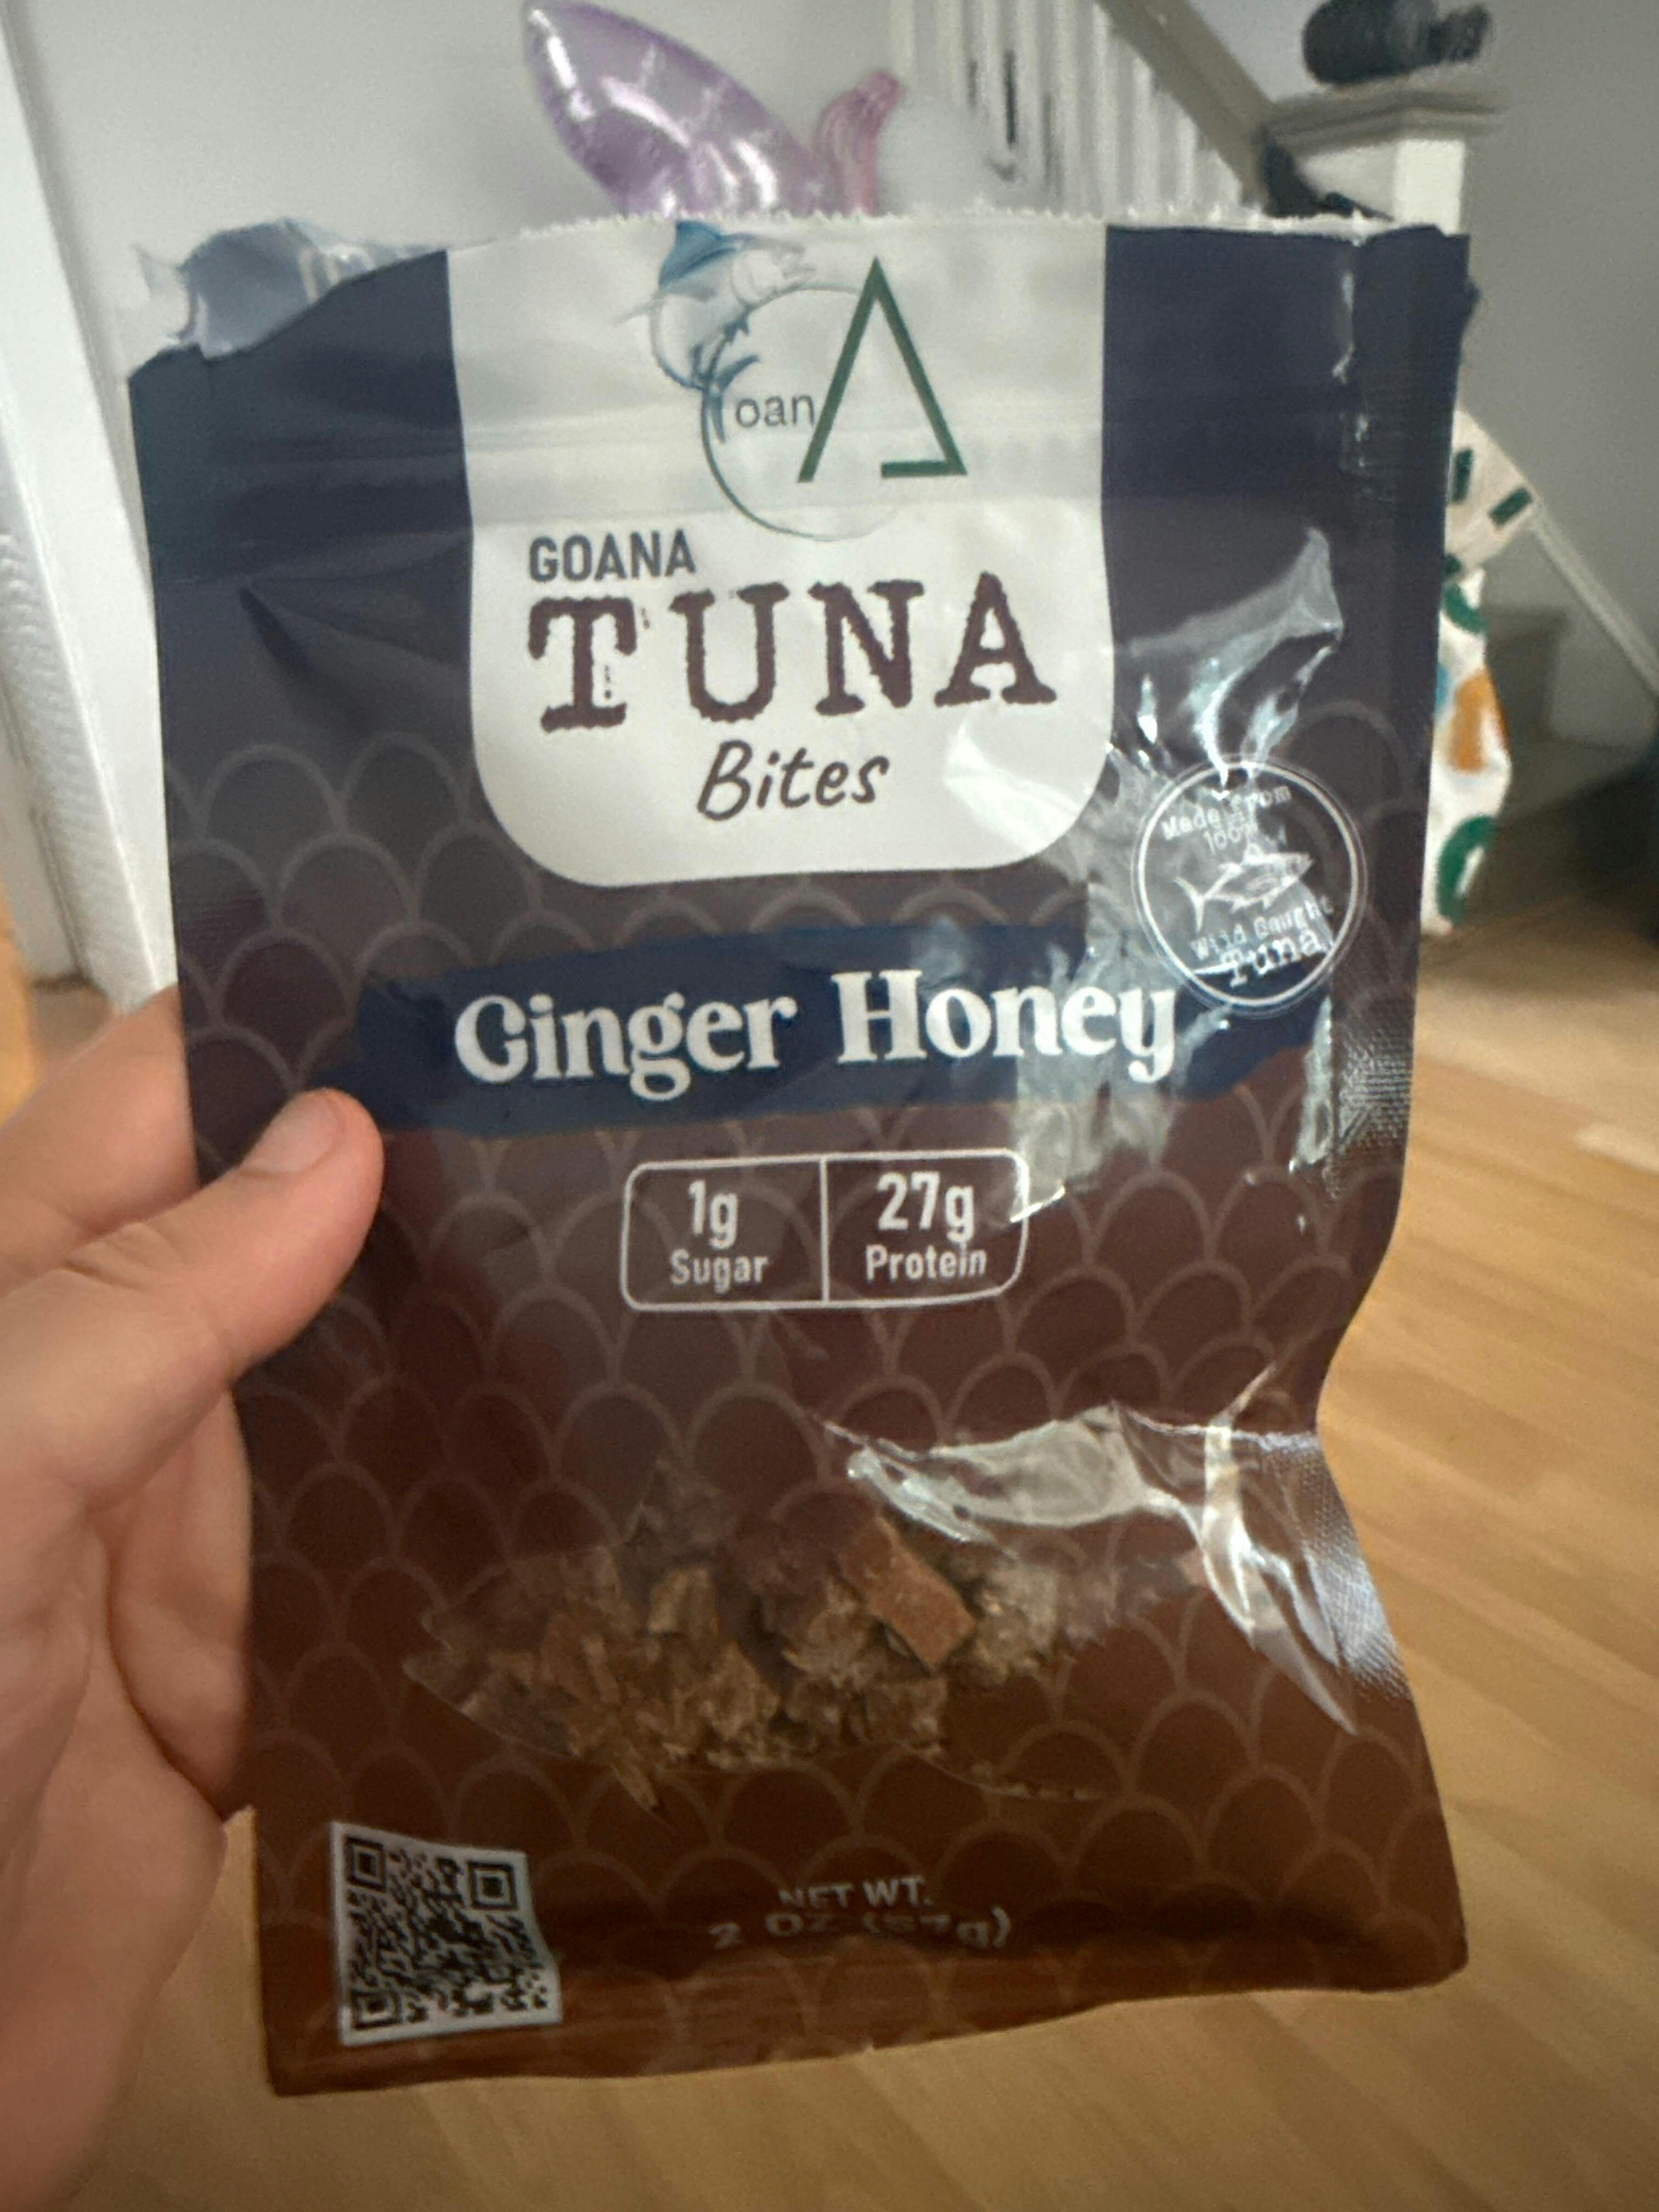 oan
GOANA
TUNA
Bites
Made From
100%
Wild Caught
Tuna
Ginger Honey
1g
Sugar
27g
Protein
NET WT.
2 OZ (57g)